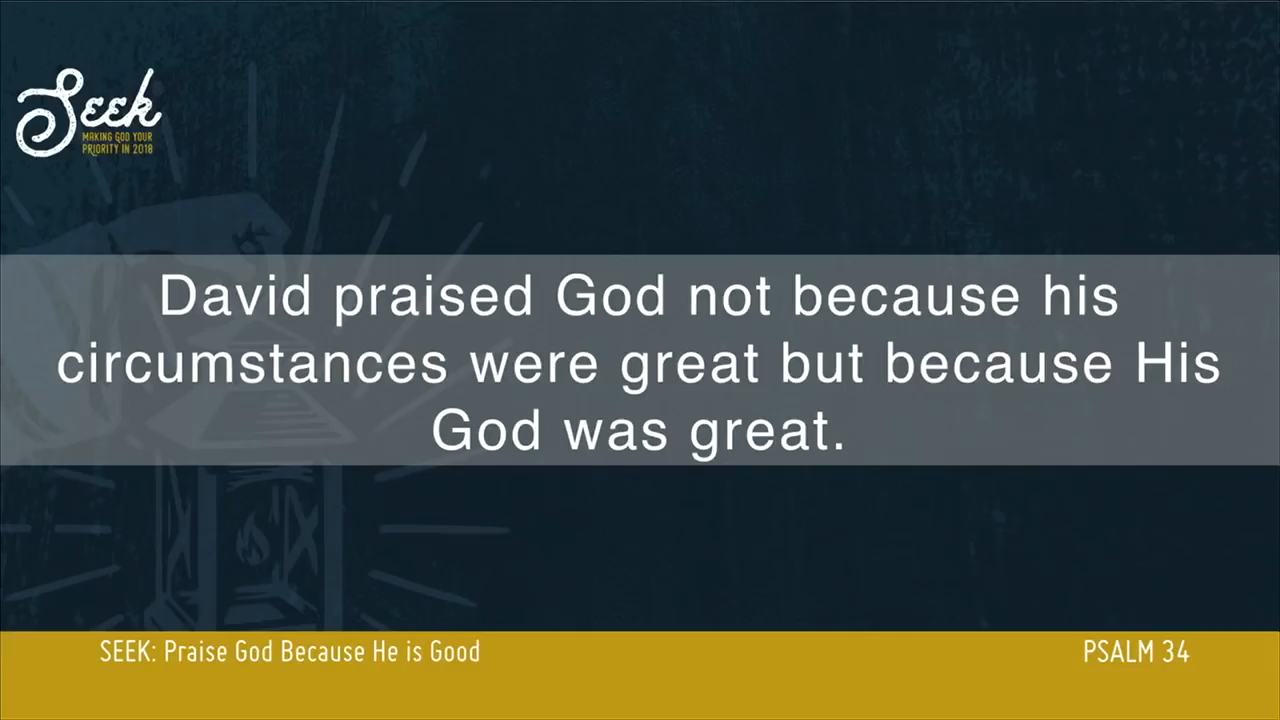 Seek
MAKING GOD YOUR
PRIORITY IN 2018
David praised God not because his
circumstances were great but because His
God was great.
SEEK: Praise God Because He is Good
PSALM 34